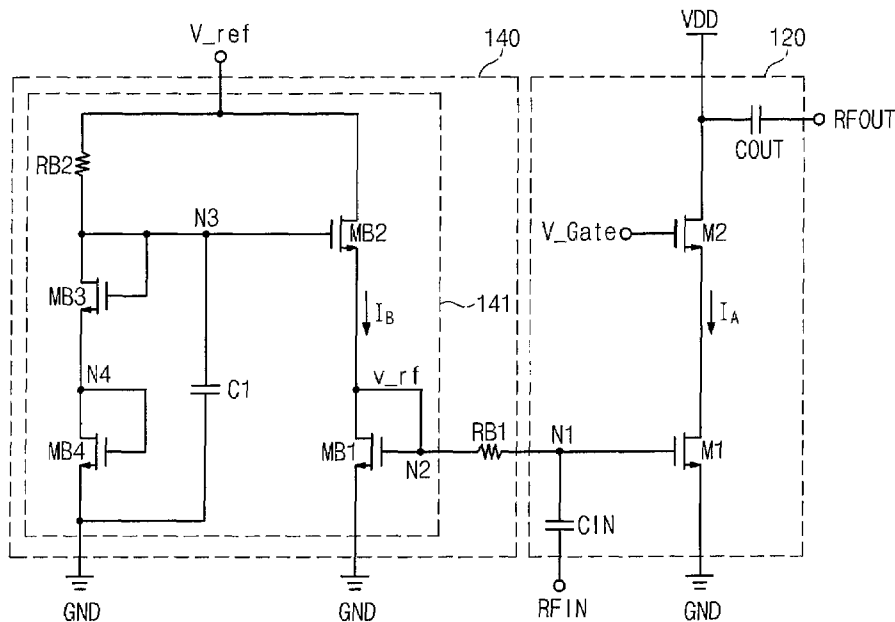 V_ref
140
VDD
120
RFOUT
COUT
RB2
N3
MB2
V_Gate
M2
MB3
141
I_B
I_A
N4
C1
v_rf
MB4
MB1
N2
RB1
N1
M1
CIN
GND
GND
RFIN
GND